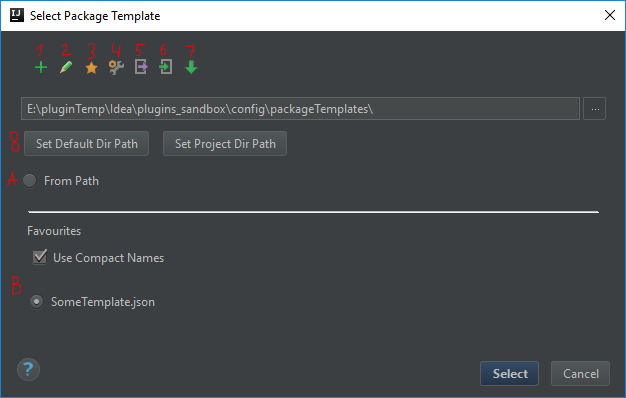 IJ Select Package Template
1 2 3 4 5 6 7
E:\pluginTemp\Idea\plugins_sandbox\config\packageTemplates\ ...
8 Set Default Dir Path Set Project Dir Path
A From Path
Favourites
Use Compact Names
B SomeTemplate.json
? Select Cancel